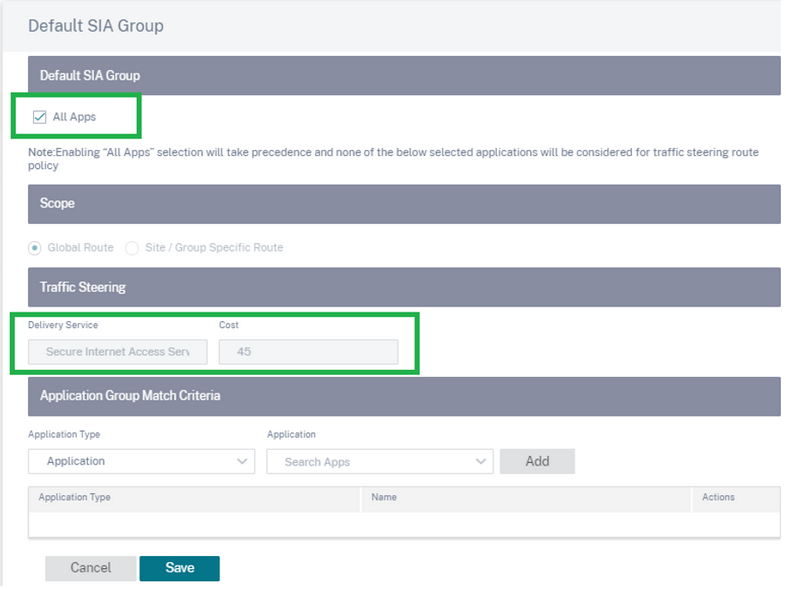 Default SIA Group
Default SIA Group
All Apps
Note:Enabling “All Apps” selection will take precedence and none of the below selected applications will be considered for traffic steering route
policy
Scope
Global Route Site / Group Specific Route
Traffic Steering
Delivery Service Cost
Secure Internet Access Serv 45
Application Group Match Criteria
Application Type Application
Application Search Apps Add
Application Type Name Actions
Cancel Save